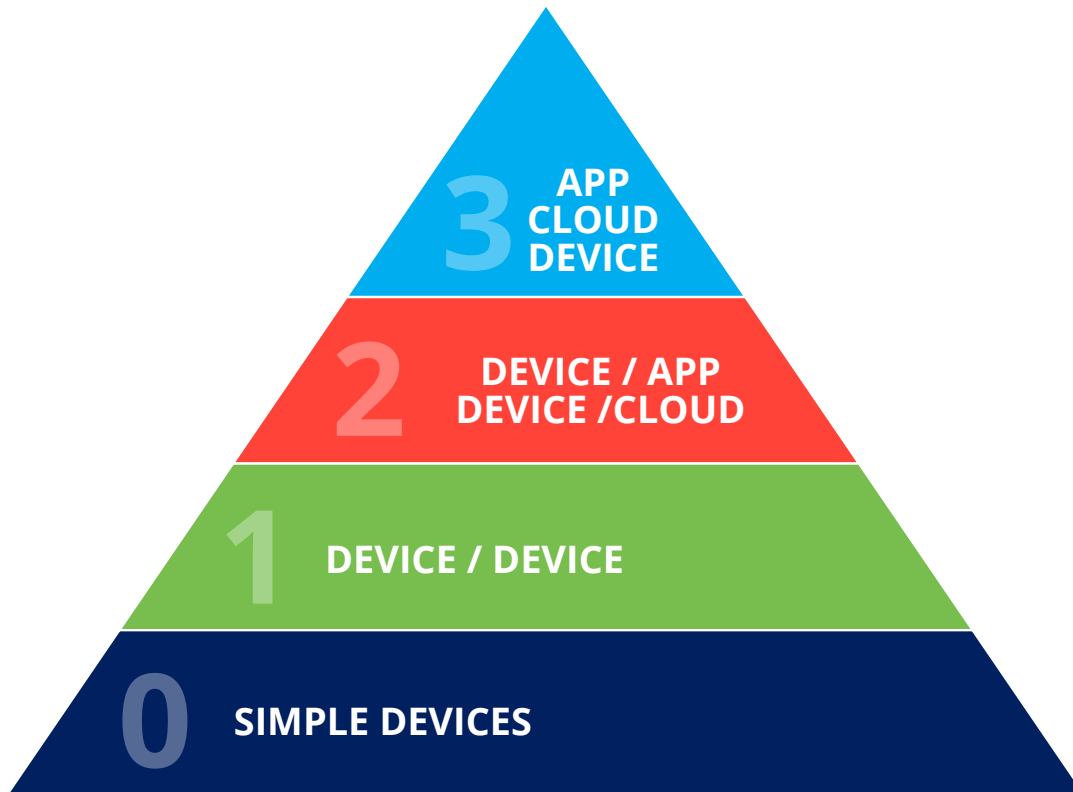 3
APP
CLOUD
DEVICE
2
DEVICE / APP
DEVICE /CLOUD
1
DEVICE / DEVICE
0
SIMPLE DEVICES